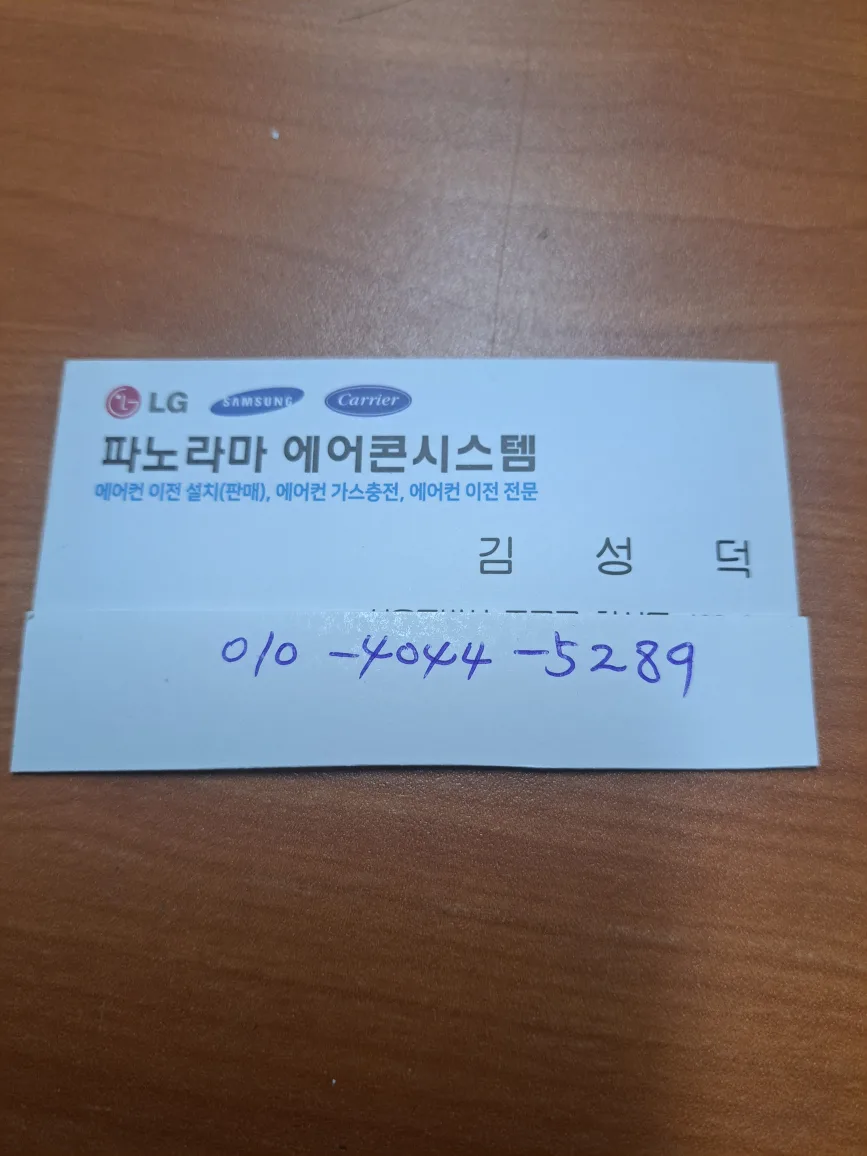 LG SAMSUNG Carrier
파노라마 에어콘시스템
에어컨 이전 설치(판매), 에어컨 가스충전, 에어컨 이전 전문
김 성 덕
010-4044-5289